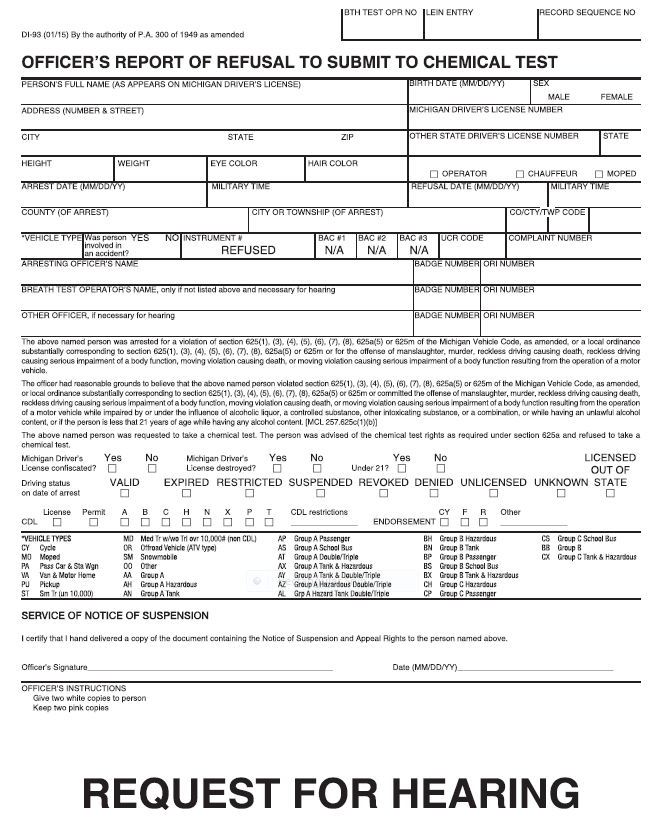 BTH TEST OPR NO LEIN ENTRY RECORD SEQUENCE NO
DI-93 (01/15) By the authority of P.A. 300 of 1949 as amended
OFFICER'S REPORT OF REFUSAL TO SUBMIT TO CHEMICAL TEST
PERSON'S FULL NAME (AS APPEARS ON MICHIGAN DRIVER'S LICENSE) BIRTH DATE (MM/DD/YY) SEX
MALE FEMALE
ADDRESS (NUMBER & STREET) MICHIGAN DRIVER'S LICENSE NUMBER
CITY STATE ZIP OTHER STATE DRIVER'S LICENSE NUMBER STATE
HEIGHT WEIGHT EYE COLOR HAIR COLOR
☐ OPERATOR ☐ CHAUFFEUR ☐ MOPED
ARREST DATE (MM/DD/YY) MILITARY TIME REFUSAL DATE (MM/DD/YY) MILITARY TIME
COUNTY (OF ARREST) CITY OR TOWNSHIP (OF ARREST) CO/CTY/TWP CODE
*VEHICLE TYPE Was person YES NO INSTRUMENT # BAC #1 BAC #2 BAC #3 UCR CODE COMPLAINT NUMBER
involved in REFUSED N/A N/A N/A
an accident?
ARRESTING OFFICER'S NAME BADGE NUMBER ORI NUMBER
BREATH TEST OPERATOR'S NAME, only if not listed above and necessary for hearing BADGE NUMBER ORI NUMBER
OTHER OFFICER, if necessary for hearing BADGE NUMBER ORI NUMBER
The above named person was arrested for a violation of section 625(1), (3), (4), (5), (6), (7), (8), 625a(5) or 625m of the Michigan Vehicle Code, as amended, or a local ordinance
substantially corresponding to section 625(1), (3), (4), (5), (6), (7), (8), 625a(5) or 625m or for the offense of manslaughter, murder, reckless driving causing death, reckless driving
causing serious impairment of a body function, moving violation causing death, or moving violation causing serious impairment of a body function resulting from the operation of a motor
vehicle.
The officer had reasonable grounds to believe that the above named person violated section 625(1), (3), (4), (5), (6), (7), (8), 625a(5) or 625m of the Michigan Vehicle Code, as amended,
or local ordinance substantially corresponding to section 625(1), (3), (4), (5), (6), (7), (8), 625a(5) or 625m or committed the offense of manslaughter, murder, reckless driving causing death,
reckless driving causing serious impairment of a body function, moving violation causing death, or moving violation causing serious impairment of a body function resulting from the operation
of a motor vehicle while impaired by or under the influence of alcoholic liquor, a controlled substance, other intoxicating substance, or a combination, or while having an unlawful alcohol
content, or if the person is less that 21 years of age while having any alcohol content. [MCL 257.625c(1)(b)]
The above named person was requested to take a chemical test. The person was advised of the chemical test rights as required under section 625a and refused to take a
chemical test.
Michigan Driver's Yes No Michigan Driver's Yes No Yes No LICENSED
License confiscated? ☐ ☐ License destroyed? ☐ ☐ Under 21? ☐ ☐ OUT OF
Driving status VALID EXPIRED RESTRICTED SUSPENDED REVOKED DENIED UNLICENSED UNKNOWN STATE
on date of arrest ☐ ☐ ☐ ☐ ☐ ☐ ☐ ☐ ☐
License Permit A B C H N X P T CDL restrictions CY F R Other
CDL ☐ ☐ ☐ ☐ ☐ ☐ ☐ ☐ ☐ ☐ ENDORSEMENT ☐ ☐ ☐
*VEHICLE TYPES MD Med Tr w/wo Trl ovr 10,000# (non CDL) AP Group A Passenger BH Group B Hazardous CS Group C School Bus
CY Cycle OR Offroad Vehicle (ATV type) AS Group A School Bus BN Group B Tank BB Group B
MO Moped SM Snowmobile AT Group A Double/Triple BP Group B Passenger CX Group C Tank & Hazardous
PA Pass Car & Sta Wgn OO Other AX Group A Tank & Hazardous BS Group B School Bus
VA Van & Motor Home AA Group A AY Group A Tank & Double/Triple BX Group B Tank & Hazardous
PU Pickup AH Group A Hazardous AZ Group A Hazardous Double/Triple CH Group C Hazardous
ST Sm Tr (un 10,000) AN Group A Tank AL Grp A Hazard Tank Double/Triple CP Group C Passenger
SERVICE OF NOTICE OF SUSPENSION
I certify that I hand delivered a copy of the document containing the Notice of Suspension and Appeal Rights to the person named above.
Officer's Signature Date (MM/DD/YY)
OFFICER'S INSTRUCTIONS
Give two white copies to person
Keep two pink copies
REQUEST FOR HEARING